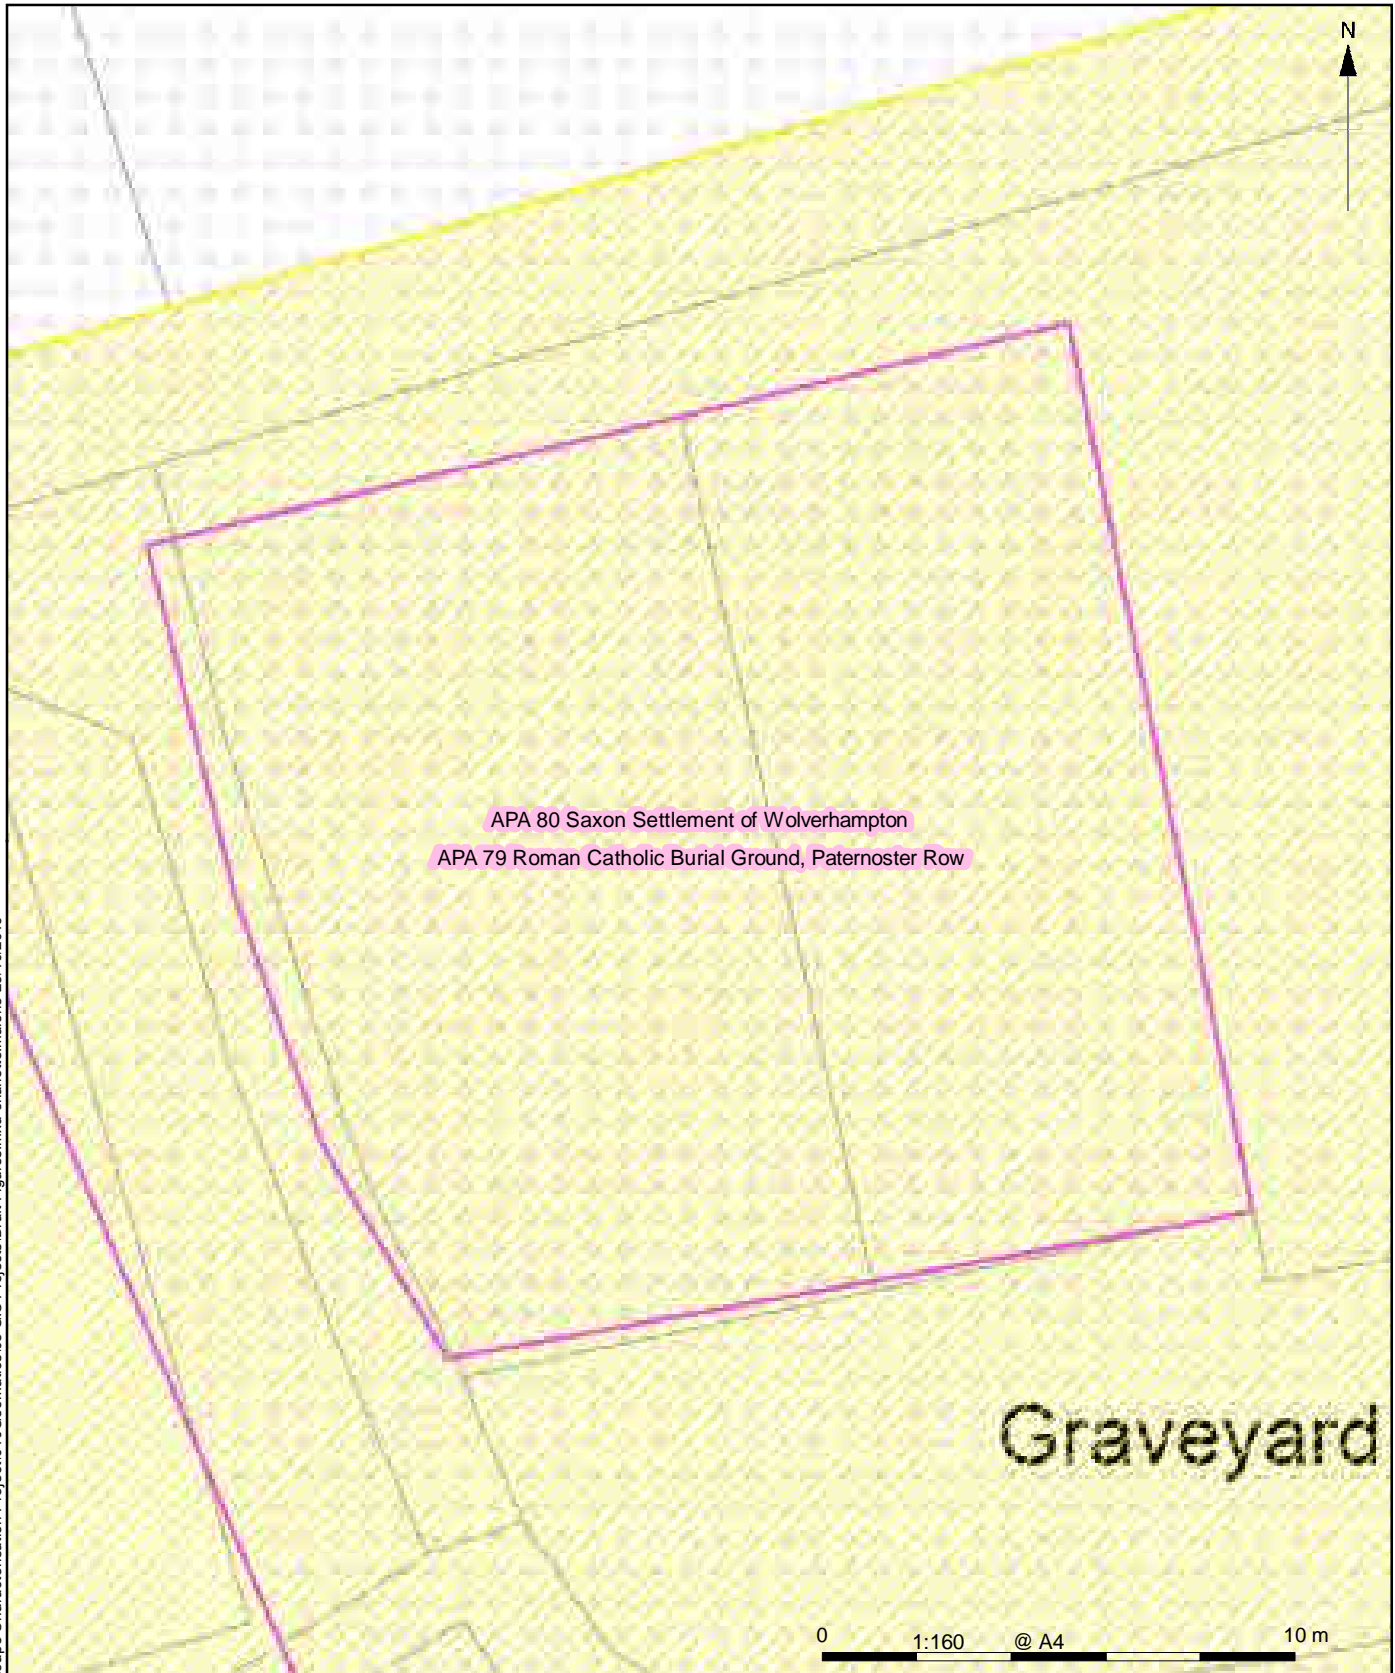 N
APA 80 Saxon Settlement of Wolverhampton
APA 79 Roman Catholic Burial Ground, Paternoster Row
Graveyard
0 1:160 @ A4 10 m